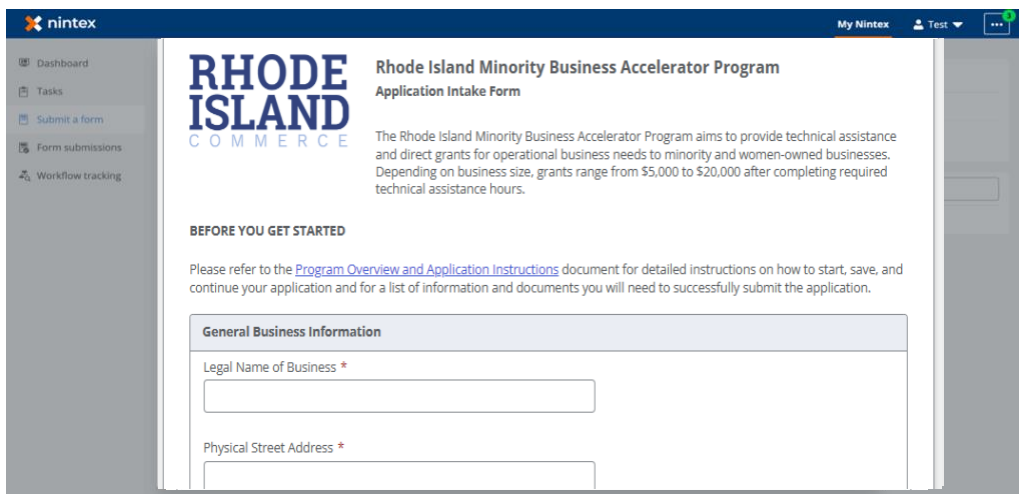 nintex
My Nintex
Test
3
Dashboard
Tasks
Submit a form
Form submissions
Workflow tracking
RHODE
ISLAND
COMMERCE
Rhode Island Minority Business Accelerator Program
Application Intake Form
The Rhode Island Minority Business Accelerator Program aims to provide technical assistance
and direct grants for operational business needs to minority and women-owned businesses.
Depending on business size, grants range from $5,000 to $20,000 after completing required
technical assistance hours.
BEFORE YOU GET STARTED
Please refer to the Program Overview and Application Instructions document for detailed instructions on how to start, save, and
continue your application and for a list of information and documents you will need to successfully submit the application.
General Business Information
Legal Name of Business *
Physical Street Address *